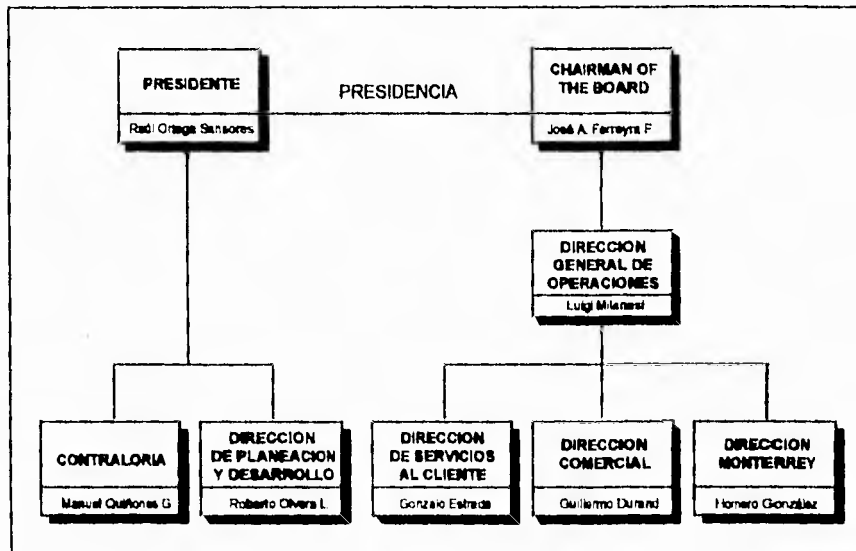 PRESIDENTE
Raúl Ortega Sansores
PRESIDENCIA
CHAIRMAN OF
THE BOARD
José A. Ferreyra F
DIRECCION
GENERAL DE
OPERACIONES
Luigi Milanesi
CONTRALORIA
Manuel Quiñones G
DIRECCION
DE PLANEACION
Y DESARROLLO
Roberto Olvera L.
DIRECCION
DE SERVICIOS
AL CLIENTE
Gonzalo Estrada
DIRECCION
COMERCIAL
Guillermo Durand
DIRECCION
MONTERREY
Homero González